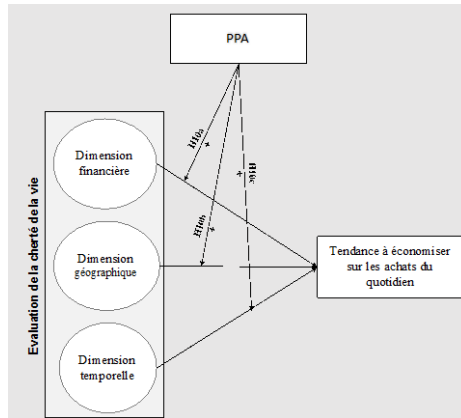 PPA
H10a
+
H10b
+
H10c
+
Evaluation de la cherté de la vie
Dimension
financière
Dimension
géographique
Dimension
temporelle
Tendance à économiser
sur les achats du
quotidien